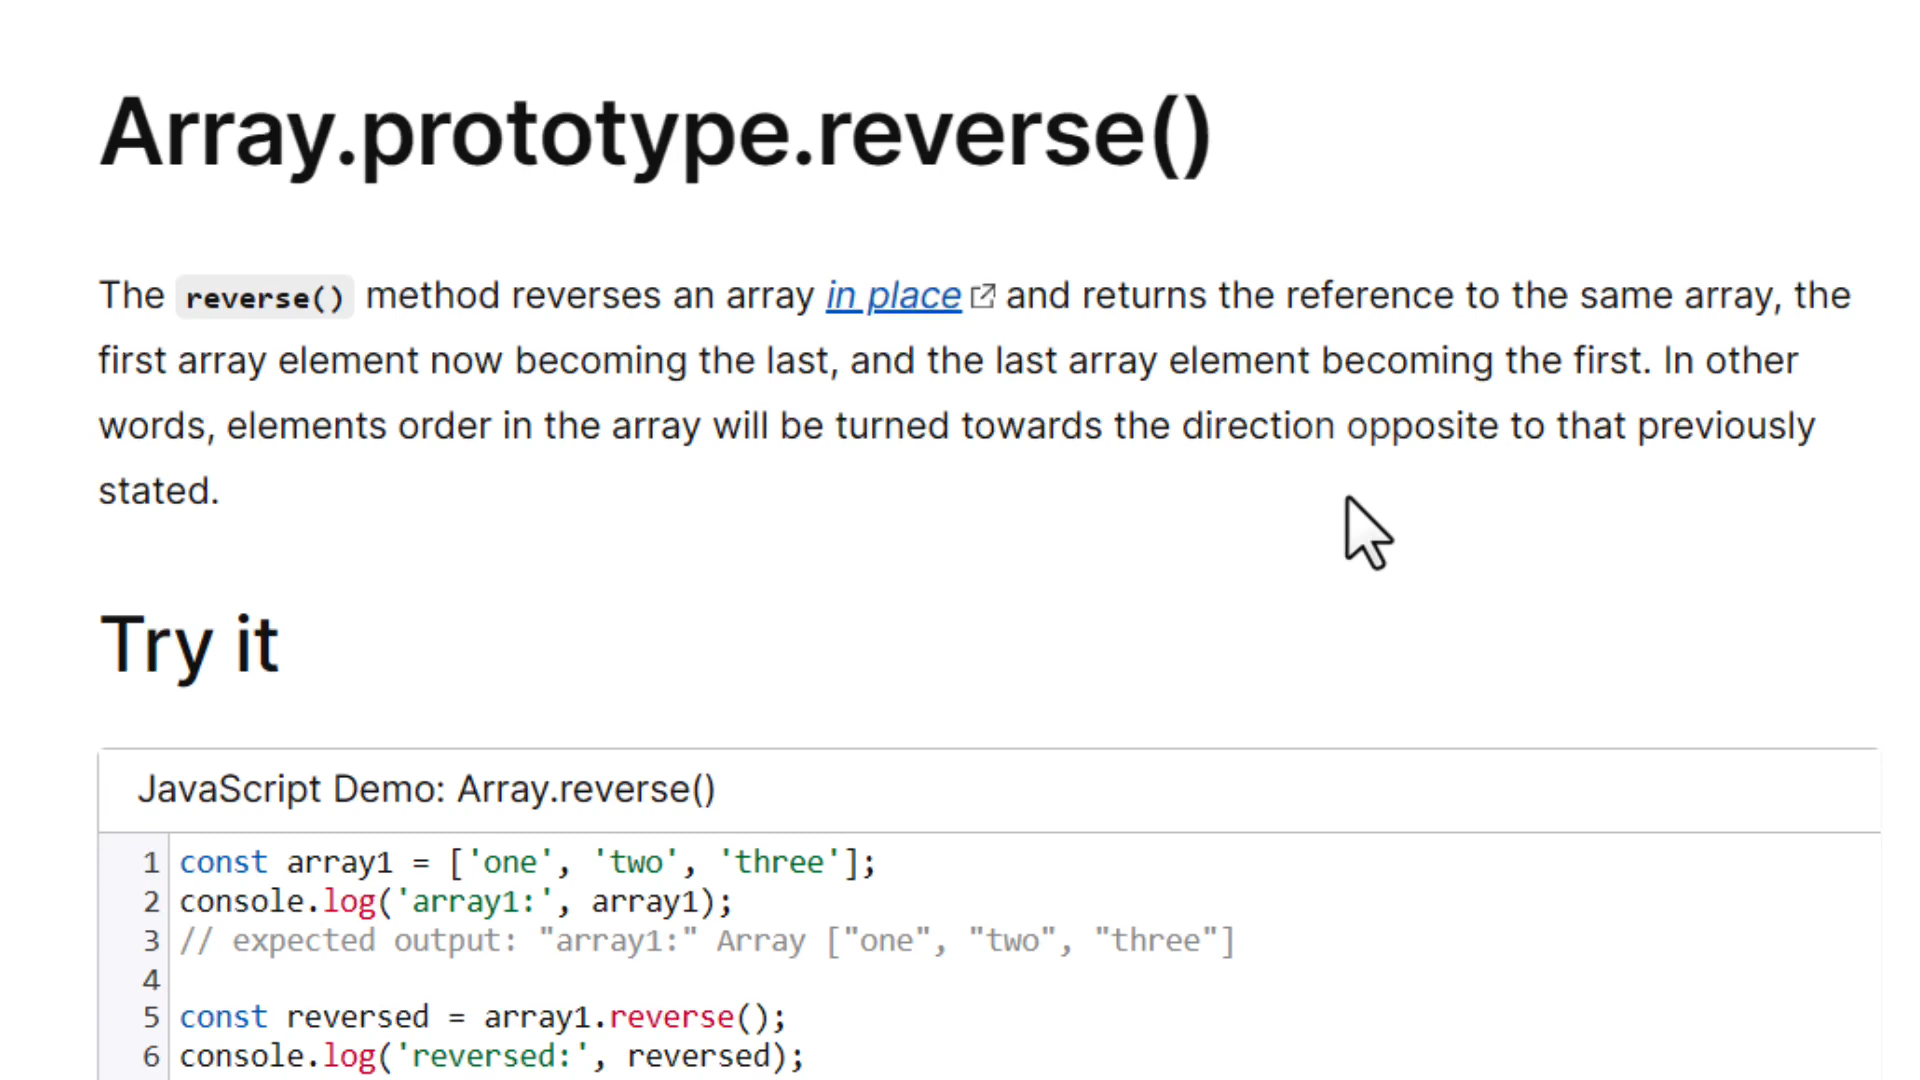 Array.prototype.reverse()
The reverse() method reverses an array in place and returns the reference to the same array, the
first array element now becoming the last, and the last array element becoming the first. In other
words, elements order in the array will be turned towards the direction opposite to that previously
stated.
Try it
JavaScript Demo: Array.reverse()
1 const array1 = ['one', 'two', 'three'];
2 console.log('array1:', array1);
3 // expected output: "array1:" Array ["one", "two", "three"]
4
5 const reversed = array1.reverse();
6 console.log('reversed:', reversed);